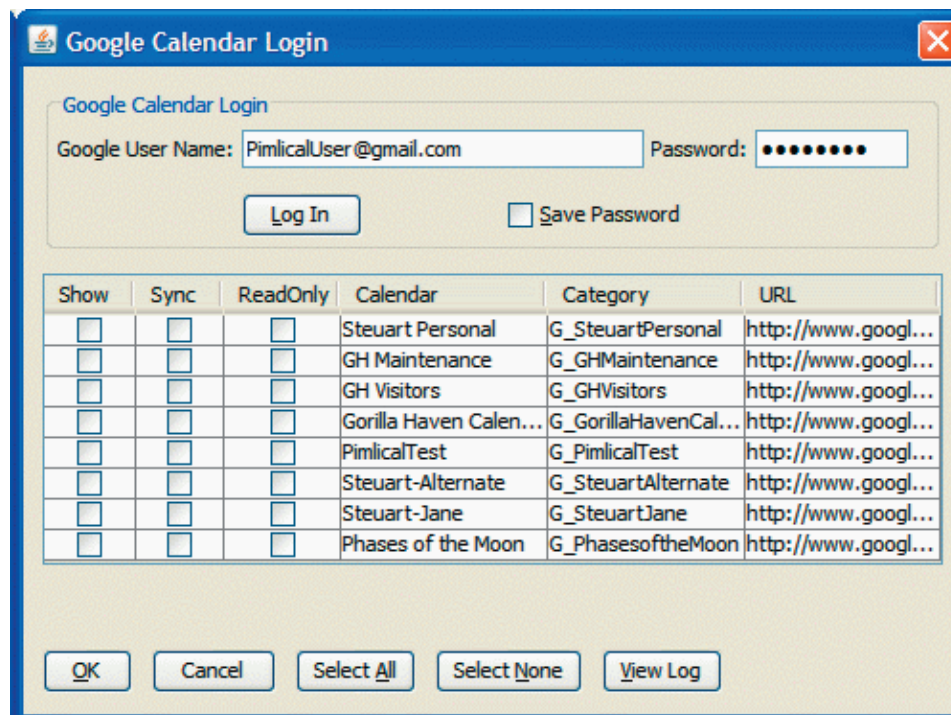 Google Calendar Login
Google Calendar Login
Google User Name: PimlicalUser@gmail.com Password: ●●●●●●●●
Log In Save Password
Show Sync ReadOnly Calendar Category URL
Steuart Personal G_SteuartPersonal http://www.googl...
GH Maintenance G_GHMaintenance http://www.googl...
GH Visitors G_GHVisitors http://www.googl...
Gorilla Haven Calen... G_GorillaHavenCal... http://www.googl...
PimlicalTest G_PimlicalTest http://www.googl...
Steuart-Alternate G_SteuartAlternate http://www.googl...
Steuart-Jane G_SteuartJane http://www.googl...
Phases of the Moon G_PhasesoftheMoon http://www.googl...
OK Cancel Select All Select None View Log